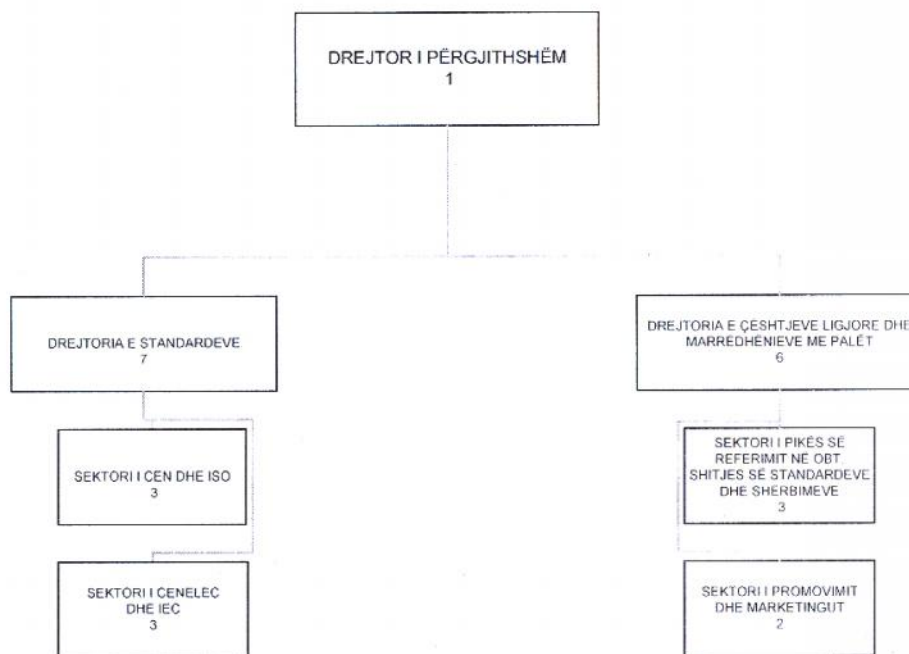 DREJTOR I PËRGJITHSHËM
1
DREJTORIA E STANDARDEVE
7
DREJTORIA E ÇËSHTJEVE LIGJORE DHE
MARRËDHËNIEVE ME PALËT
6
SEKTORI I CEN DHE ISO
3
SEKTORI I PIKËS SË
REFERIMIT NË OBT.
SHITJES SË STANDARDEVE
DHE SHËRBIMEVE
3
SEKTORI I CENELEC
DHE IEC
3
SEKTORI I PROMOVIMIT
DHE MARKETINGUT
2